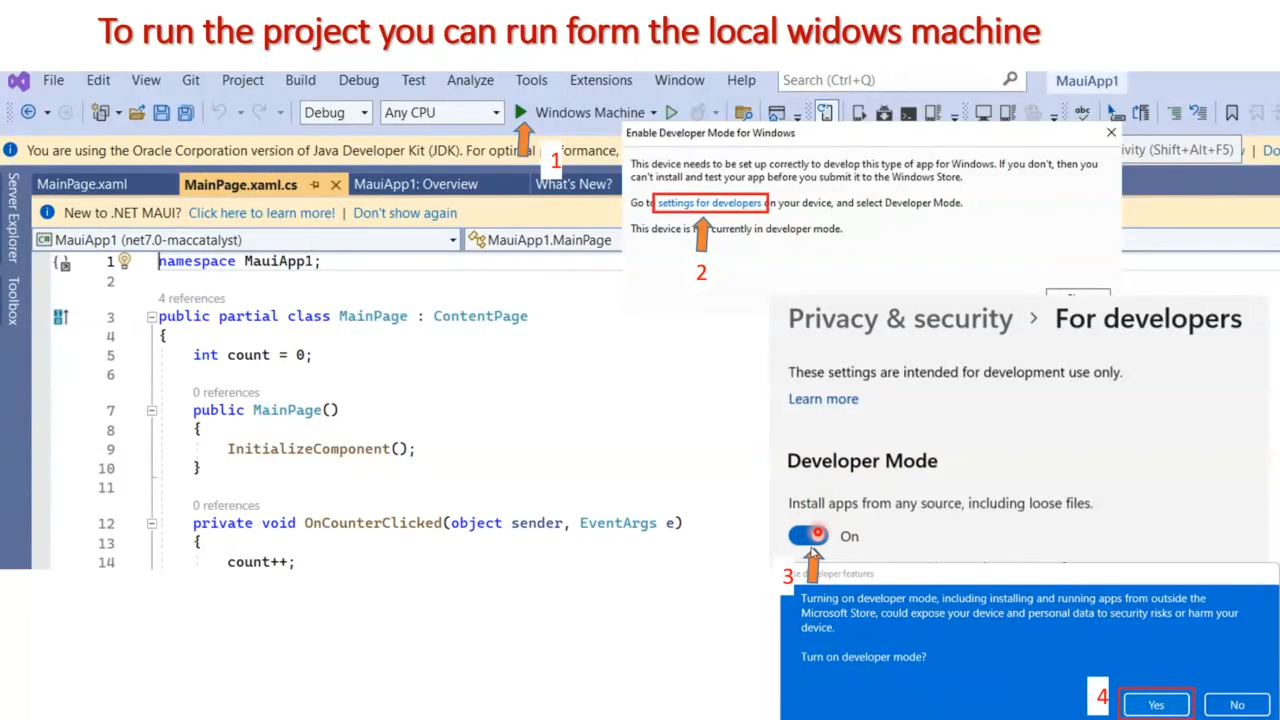 To run the project you can run form the local widows machine
File Edit View Git Project Build Debug Test Analyze Tools Extensions Window Help Search (Ctrl+Q) MauiApp1
Debug Any CPU Windows Machine
You are using the Oracle Corporation version of Java Developer Kit (JDK). For
1
Enable Developer Mode for Windows
This device needs to be set up correctly to develop this type of app for Windows. If you don't, then you
can't install and test your app before you submit it to the Windows Store.
Go to settings for developers on your device, and select Developer Mode.
This device is currently in developer mode.
2
(Shift+Alt+F5)
MainPage.xaml MainPage.xaml.cs MauiApp1: Overview What's New?
New to .NET MAUI? Click here to learn more! | Don't show again
Server Explorer
Toolbox
MauiApp1 (net7.0-maccatalyst) MauiApp1.MainPage
1 namespace MauiApp1;
2
4 references
3 public partial class MainPage : ContentPage
4 {
5 int count = 0;
6
0 references
7 public MainPage()
8 {
9 InitializeComponent();
10 }
11
0 references
12 private void OnCounterClicked(object sender, EventArgs e)
13 {
14 count++;
Privacy & security > For developers
These settings are intended for development use only.
Learn more
Developer Mode
Install apps from any source, including loose files.
On
3
developer features
Turning on developer mode, including installing and running apps from outside the
Microsoft Store, could expose your device and personal data to security risks or harm your
device.
Turn on developer mode?
4
Yes No